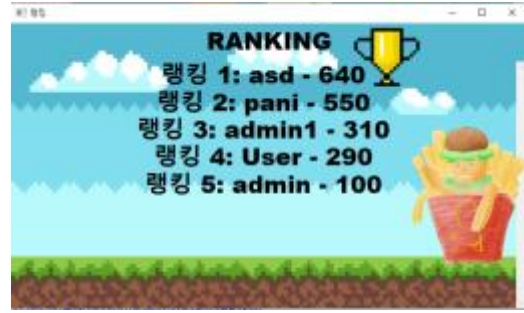 RANKING
랭킹 1: asd - 640
랭킹 2: pani - 550
랭킹 3: admin1 - 310
랭킹 4: User - 290
랭킹 5: admin - 100